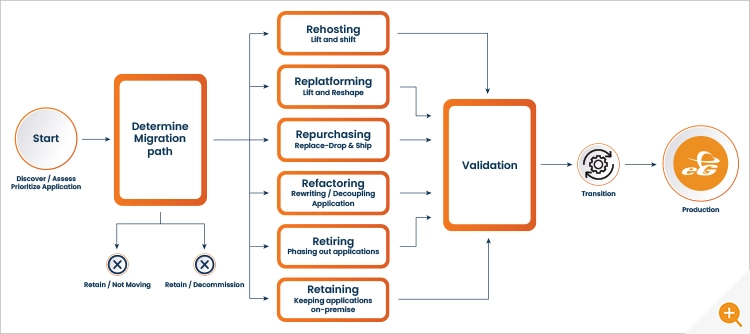 Start
Discover / Assess
Prioritize Application
Determine
Migration
path
Retain / Not Moving
Retain / Decommission
Rehosting
Lift and shift
Replatforming
Lift and Reshape
Repurchasing
Replace-Drop & Ship
Refactoring
Rewriting / Decoupling
Application
Retiring
Phasing out applications
Retaining
Keeping applications
on-premise
Validation
Transition
eG
Production